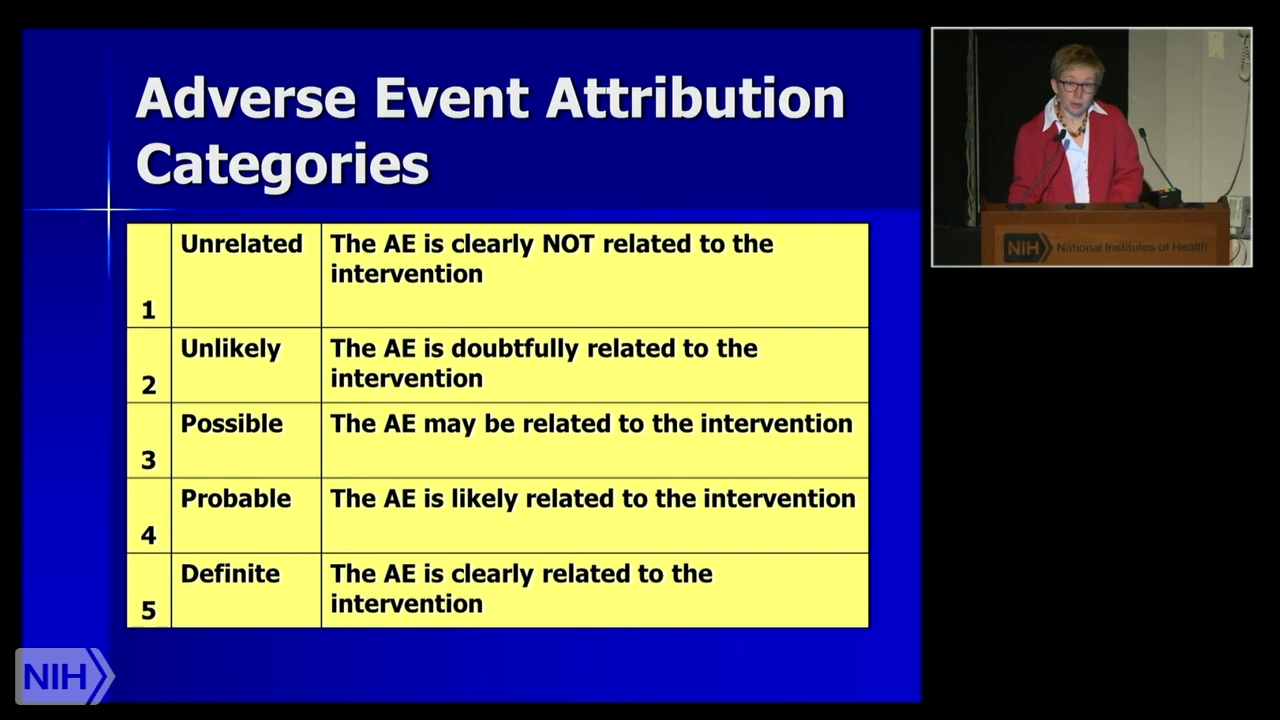 Adverse Event Attribution
Categories
1 Unrelated The AE is clearly NOT related to the
intervention
2 Unlikely The AE is doubtfully related to the
intervention
3 Possible The AE may be related to the intervention
4 Probable The AE is likely related to the intervention
5 Definite The AE is clearly related to the
intervention
NIH
NIH National Institutes of Health